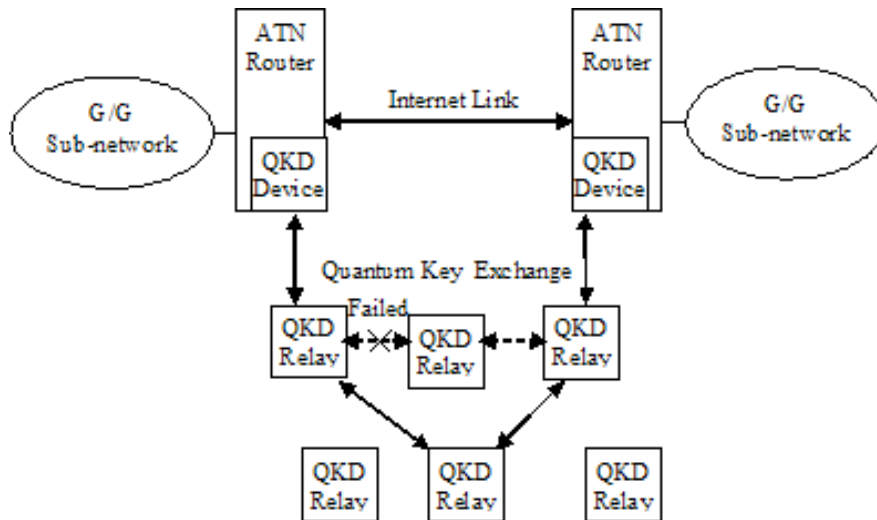 ATN
Router
ATN
Router
G/G
Sub-network
Internet Link
G/G
Sub-network
QKD
Device
QKD
Device
Quantum Key Exchange
Failed
QKD
Relay
QKD
Relay
QKD
Relay
QKD
Relay
QKD
Relay
QKD
Relay